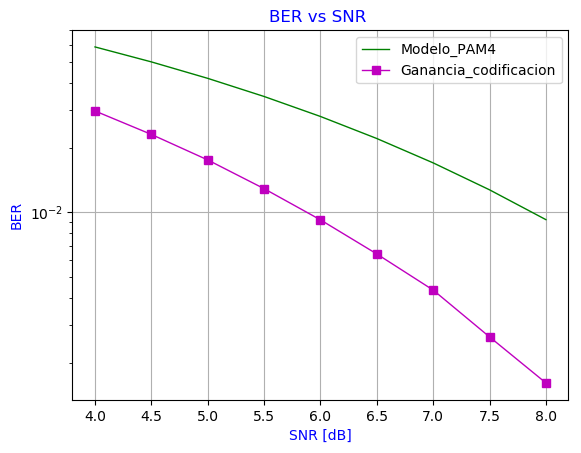 BER vs SNR
Modelo_PAM4
Ganancia_codificacion
BER
10⁻²
4.0 4.5 5.0 5.5 6.0 6.5 7.0 7.5 8.0
SNR [dB]